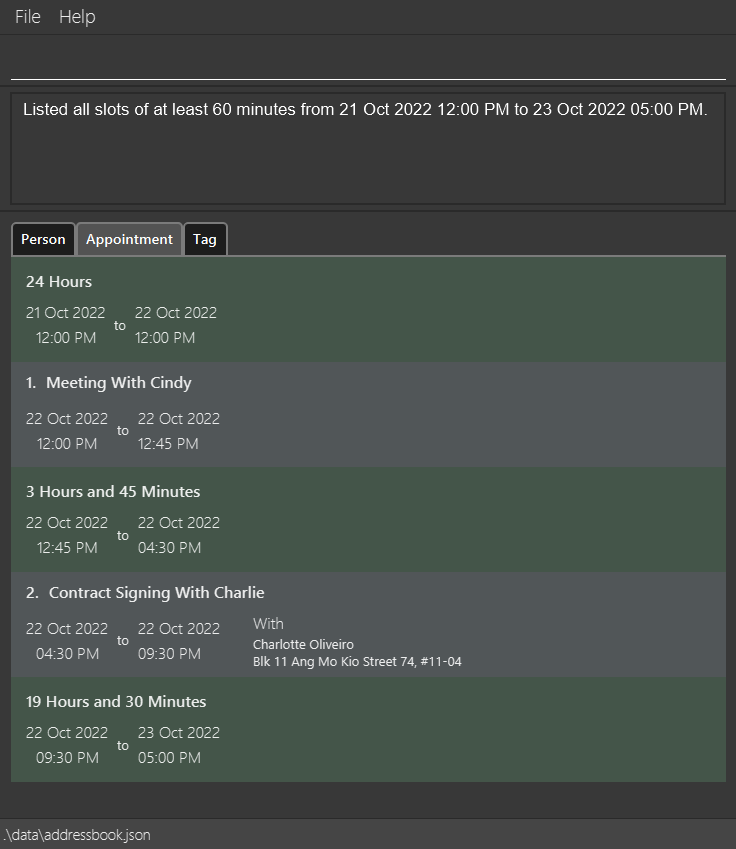 File Help
Listed all slots of at least 60 minutes from 21 Oct 2022 12:00 PM to 23 Oct 2022 05:00 PM.
Person Appointment Tag
24 Hours
21 Oct 2022 to 22 Oct 2022
12:00 PM 12:00 PM
1. Meeting With Cindy
22 Oct 2022 to 22 Oct 2022
12:00 PM 12:45 PM
3 Hours and 45 Minutes
22 Oct 2022 to 22 Oct 2022
12:45 PM 04:30 PM
2. Contract Signing With Charlie
22 Oct 2022 to 22 Oct 2022
04:30 PM 09:30 PM
With
Charlotte Oliveiro
Blk 11 Ang Mo Kio Street 74, #11-04
19 Hours and 30 Minutes
22 Oct 2022 to 23 Oct 2022
09:30 PM 05:00 PM
.\data\addressbook.json